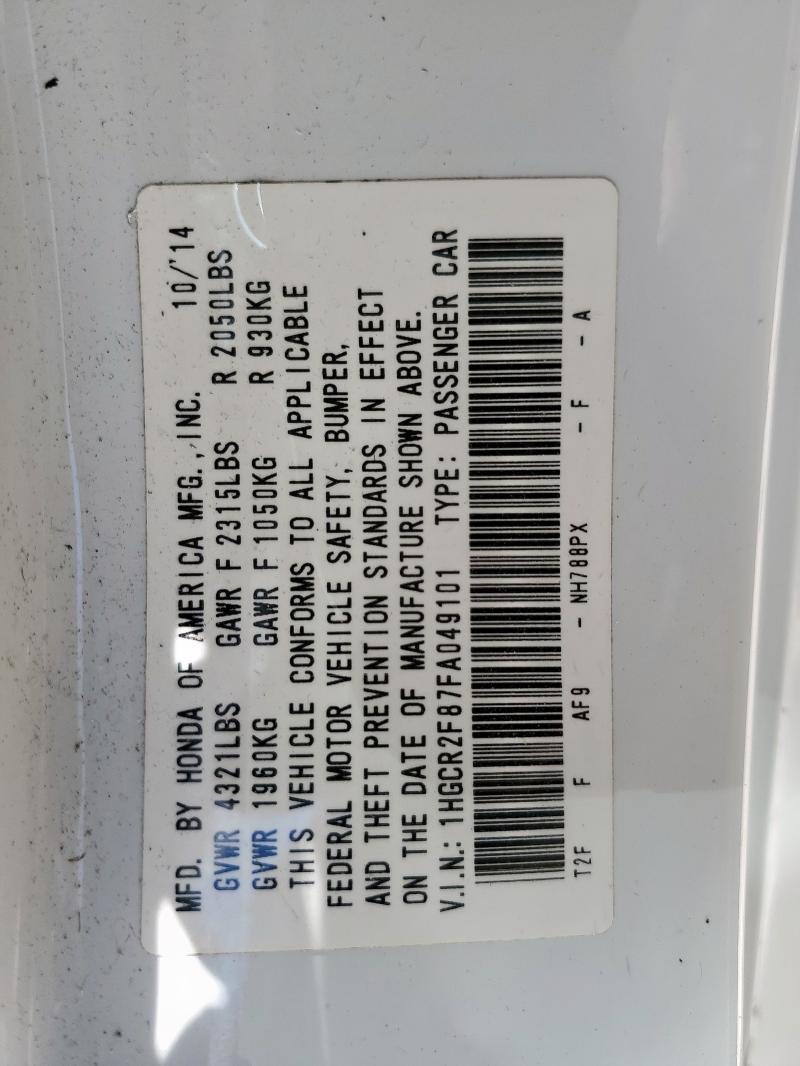 MFD. BY HONDA OF AMERICA MFG.,INC. 10/'14
GVWR 4321LBS GAWR F 2315LBS R 2050LBS
GVWR 1960KG GAWR F 1050KG R 930KG
THIS VEHICLE CONFORMS TO ALL APPLICABLE
FEDERAL MOTOR VEHICLE SAFETY, BUMPER,
AND THEFT PREVENTION STANDARDS IN EFFECT
ON THE DATE OF MANUFACTURE SHOWN ABOVE.
V.I.N.: 1HGCR2F87FA049101 TYPE: PASSENGER CAR
T2F F AF9 - NH788PX - F - A